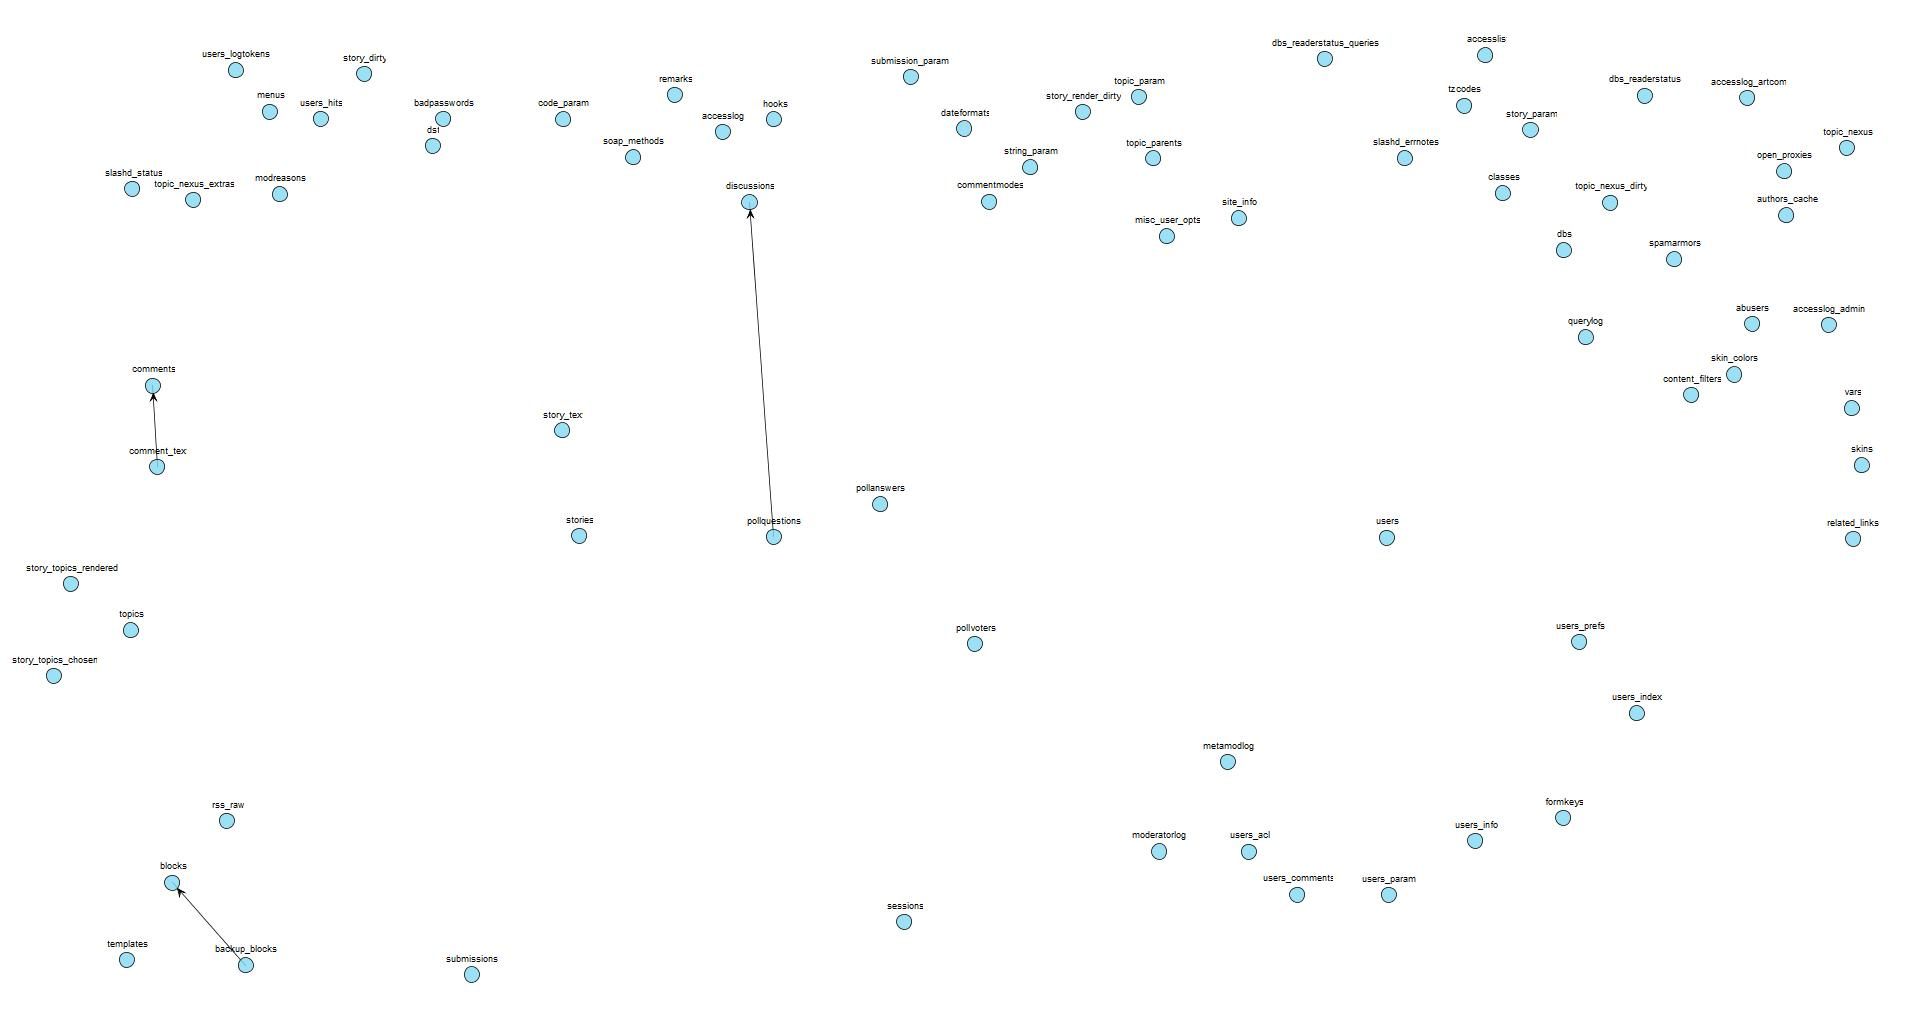 dbs_readerstatus_queries
accesslis
users_logtokens
story_dirty
submission_param
remarks
topic_param
dbs_readerstatus
accesslog_artcom
tzcodes
menus
users_hits
badpasswords
code_param
hooks
story_render_dirty
accesslog
dateformats
story_param
dst
soap_methods
string_param
topic_parents
slashd_errnotes
topic_nexus
open_proxies
slashd_status
topic_nexus_extras
modreasons
discussions
commentmodes
classes
topic_nexus_dirty
authors_cache
site_info
misc_user_opts
dbs
spamarmors
querylog
abusers
accesslog_admin
comments
skin_colors
content_filters
vars
story_tex
comment_tex
skins
pollanswers
stories
pollquestions
users
related_links
story_topics_rendered
topics
pollvoters
users_prefs
story_topics_chosen
users_index
metamodlog
rss_raw
formkeys
moderatorlog
users_acl
users_info
blocks
users_comments
users_param
sessions
templates
backup_blocks
submissions